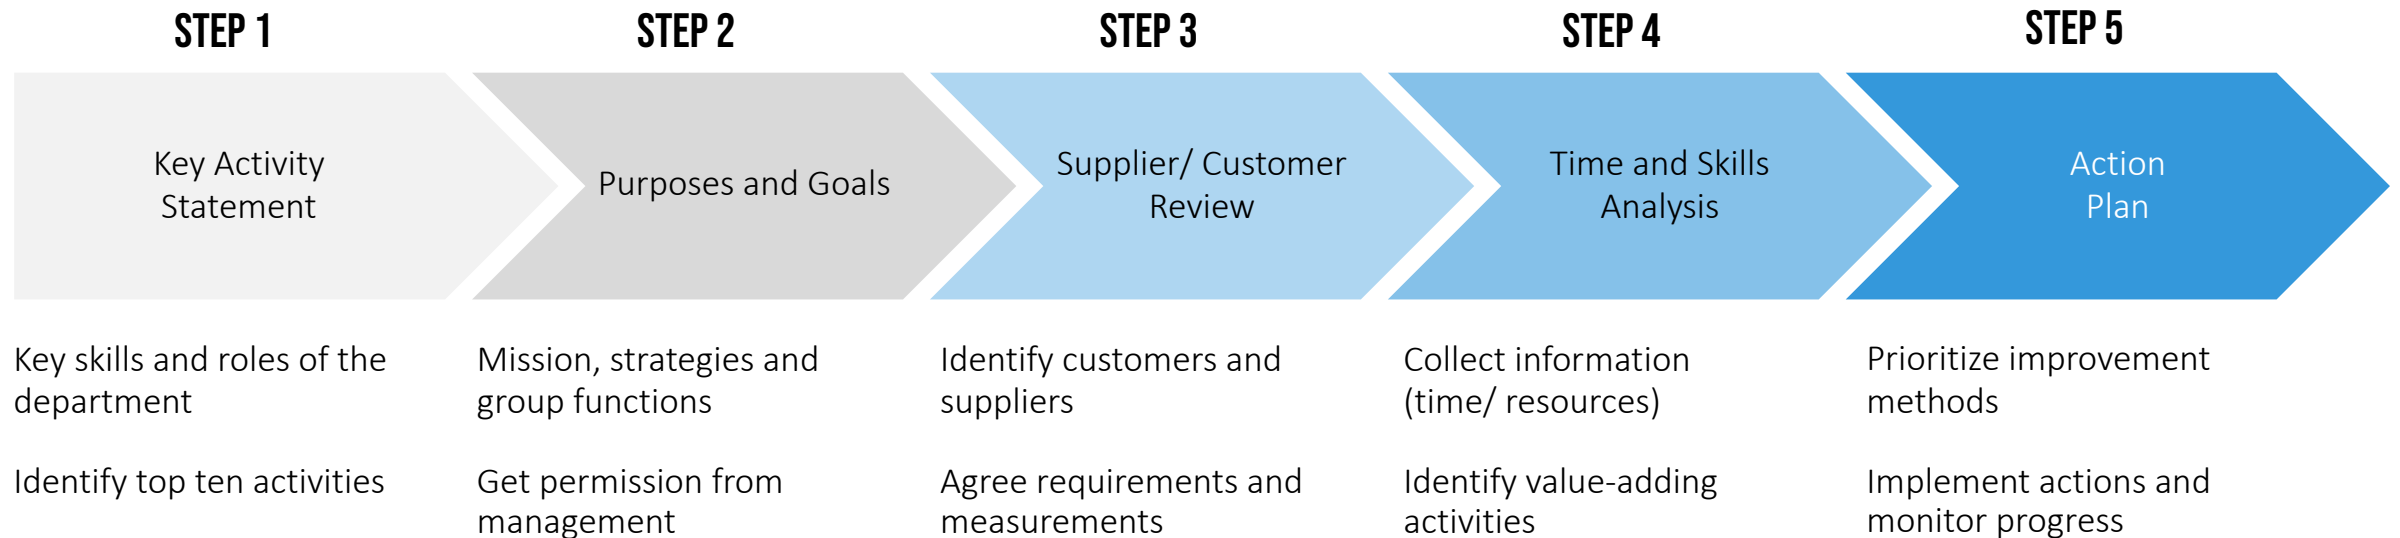 STEP 1
STEP 2
STEP 3
STEP 4
STEP 5
Key Activity
Statement
Purposes and Goals
Supplier/ Customer
Review
Time and Skills
Analysis
Action
Plan
Key skills and roles of the
department
Identify top ten activities
Mission, strategies and
group functions
Get permission from
management
Identify customers and
suppliers
Agree requirements and
measurements
Collect information
(time/ resources)
Identify value-adding
activities
Prioritize improvement
methods
Implement actions and
monitor progress